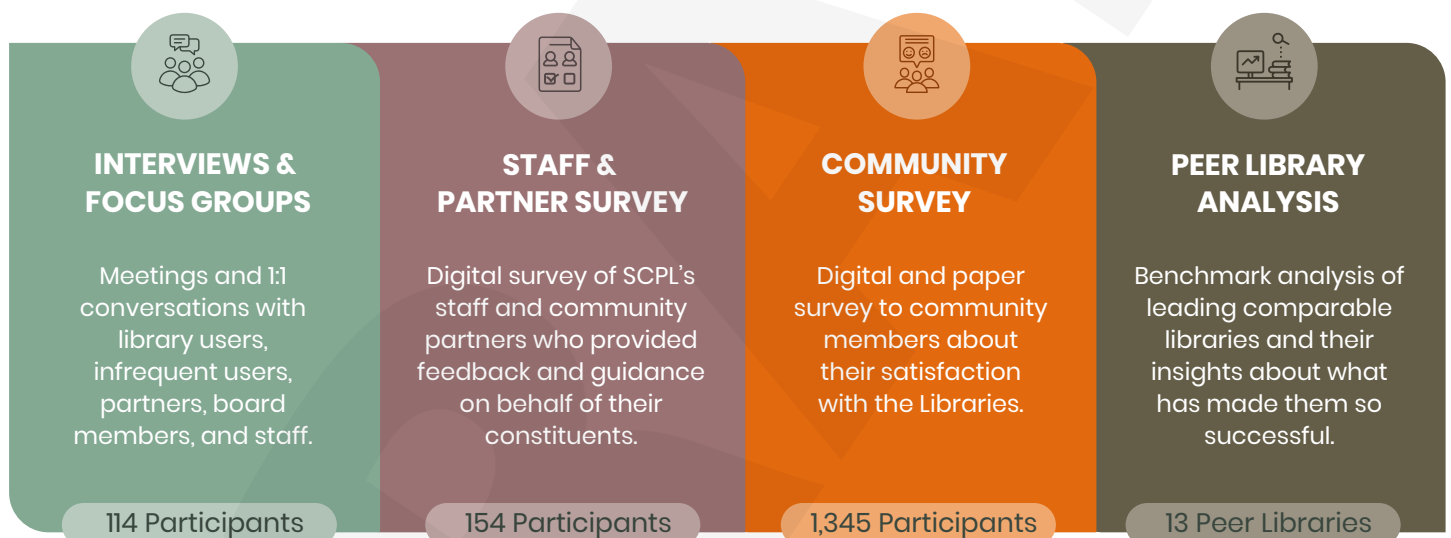 INTERVIEWS &
FOCUS GROUPS
Meetings and 1:1
conversations with
library users,
infrequent users,
partners, board
members, and staff.
114 Participants
STAFF &
PARTNER SURVEY
Digital survey of SCPL's
staff and community
partners who provided
feedback and guidance
on behalf of their
constituents.
154 Participants
COMMUNITY
SURVEY
Digital and paper
survey to community
members about
their satisfaction
with the Libraries.
1,345 Participants
PEER LIBRARY
ANALYSIS
Benchmark analysis of
leading comparable
libraries and their
insights about what
has made them so
successful.
13 Peer Libraries